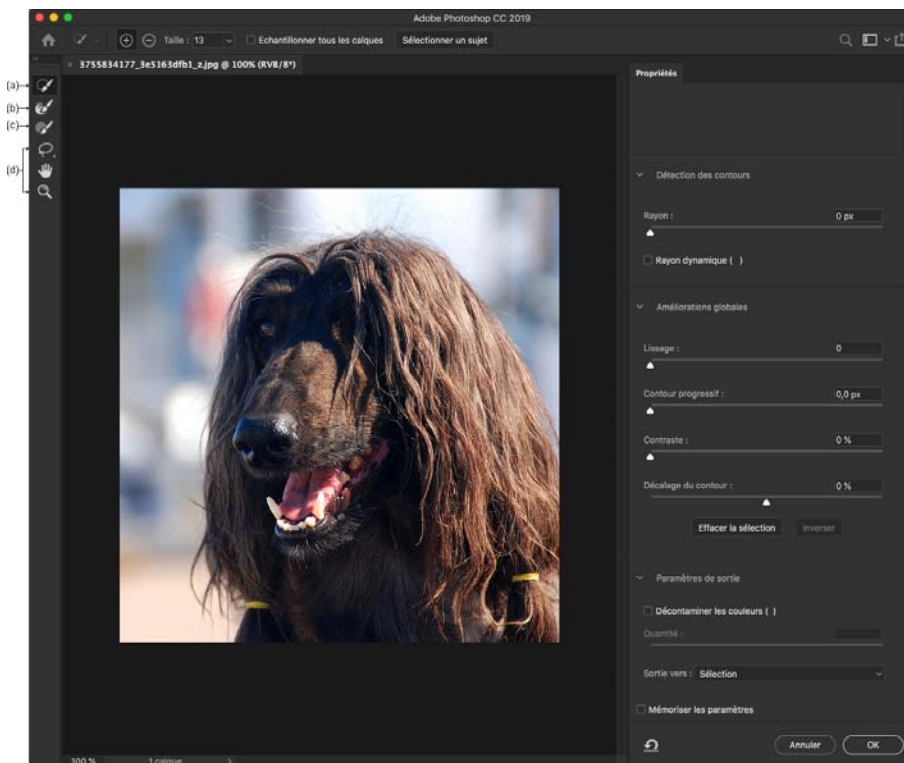 Adobe Photoshop CC 2019
Taille : 13
Echantillonner tous les calques
Sélectionner un sujet
× 3755834177_3e5163dfb1_z.jpg @ 100% (RVB/8*)
Propriétés
(a)
(b)
(c)
(d)
Détection des contours
Rayon : 0 px
Rayon dynamique ( )
Améliorations globales
Lissage : 0
Contour progressif : 0,0 px
Contraste : 0 %
Décalage du contour : 0 %
Effacer la sélection
Inverser
Paramètres de sortie
Décontaminer les couleurs ( )
Quantité :
Sortie vers : Sélection
Mémoriser les paramètres
Annuler
OK
100 %
1 calque